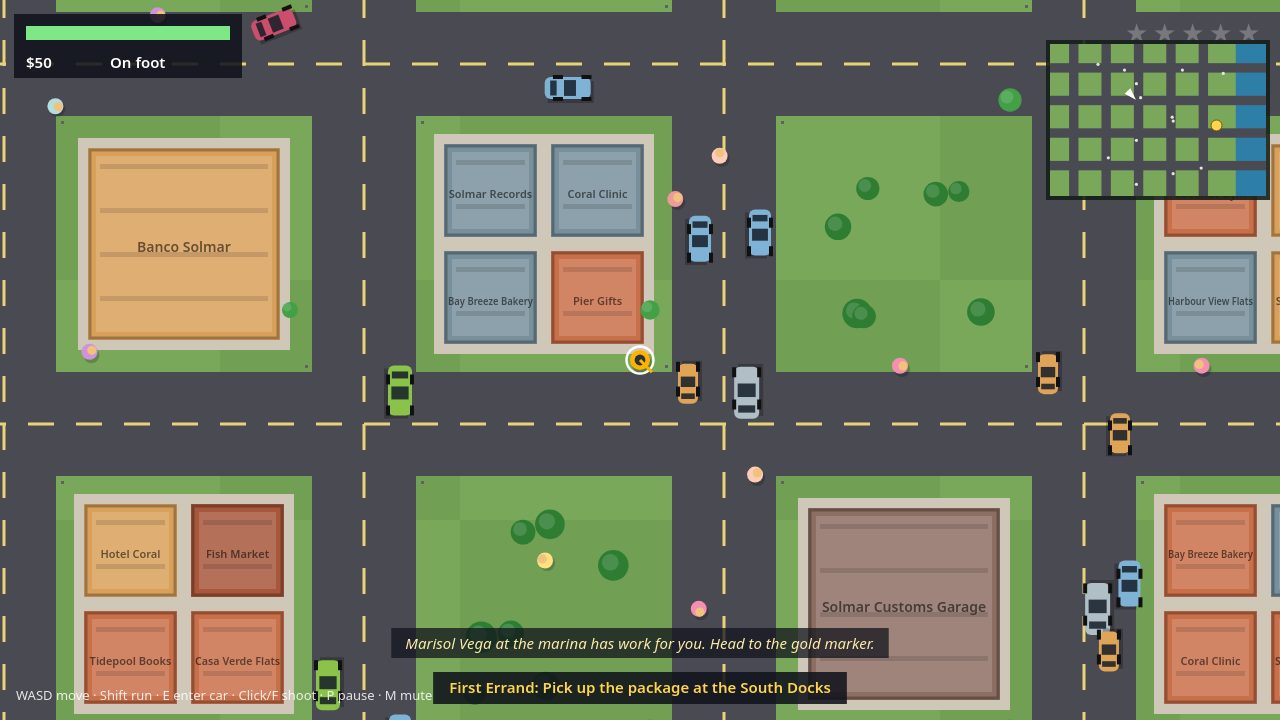 $50 On foot
Banco Solmar
Solmar Records
Coral Clinic
Bay Breeze Bakery
Pier Gifts
Harbour View Flats
Hotel Coral
Fish Market
Tidepool Books
Casa Verde Flats
Solmar Customs Garage
Bay Breeze Bakery
Coral Clinic
Marisol Vega at the marina has work for you. Head to the gold marker.
First Errand: Pick up the package at the South Docks
WASD move · Shift run · E enter car · Click/F shoot · P pause · M mute